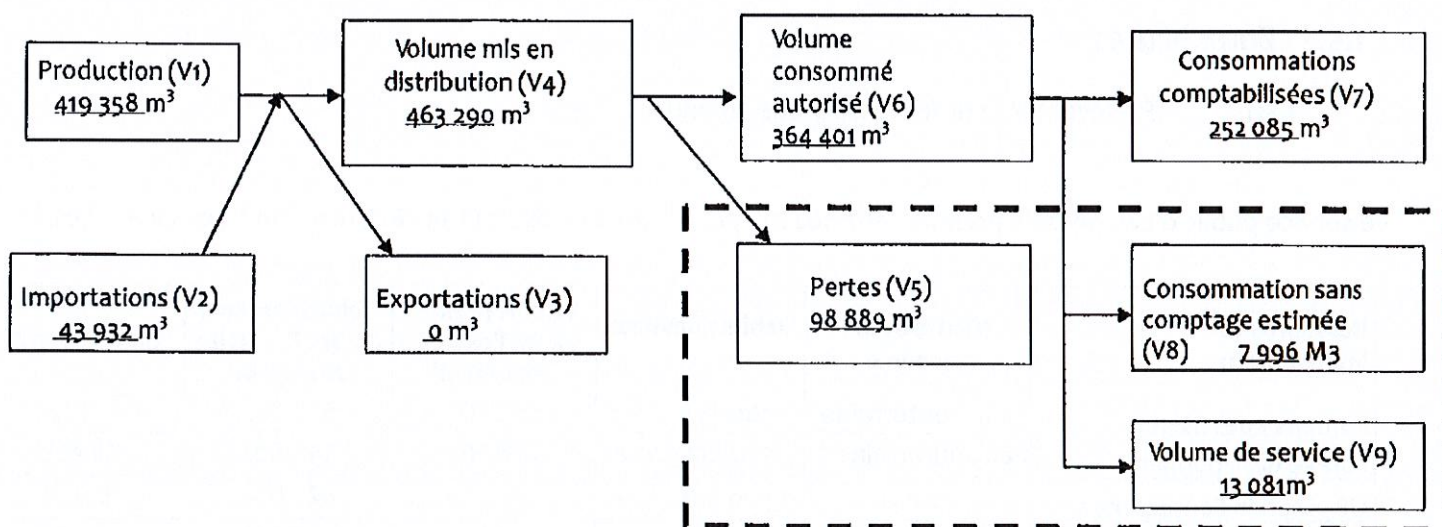 Production (V1)
419 358 m³
Volume mis en
distribution (V4)
463 290 m³
Volume
consommé
autorisé (V6)
364 401 m³
Consommations
comptabilisées (V7)
252 085 m³
Importations (V2)
43 932 m³
Exportations (V3)
0 m³
Pertes (V5)
98 889 m³
Consommation sans
comptage estimée
(V8) 7 996 M3
Volume de service (V9)
13 081m³